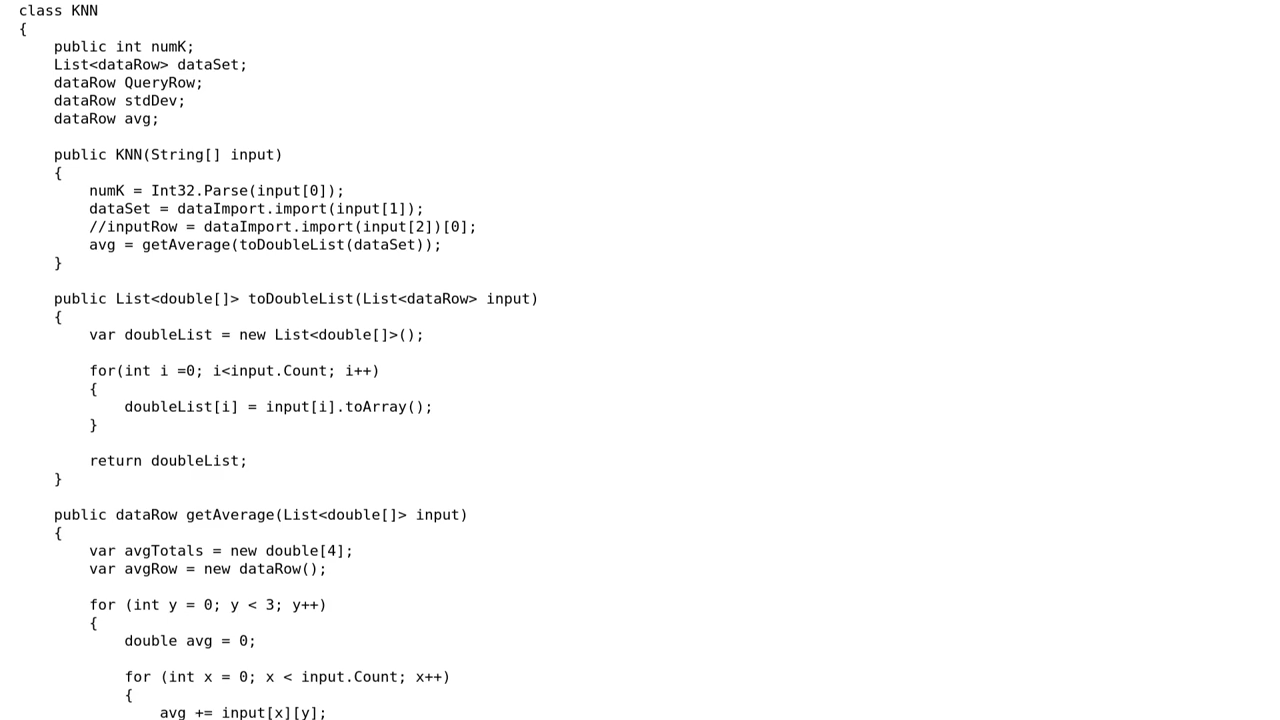 class KNN
{
    public int numK;
    List<dataRow> dataSet;
    dataRow QueryRow;
    dataRow stdDev;
    dataRow avg;

    public KNN(String[] input)
    {
        numK = Int32.Parse(input[0]);
        dataSet = dataImport.import(input[1]);
        //inputRow = dataImport.import(input[2])[0];
        avg = getAverage(toDoubleList(dataSet));
    }

    public List<double[]> toDoubleList(List<dataRow> input)
    {
        var doubleList = new List<double[]>();

        for(int i =0; i<input.Count; i++)
        {
            doubleList[i] = input[i].toArray();
        }

        return doubleList;
    }

    public dataRow getAverage(List<double[]> input)
    {
        var avgTotals = new double[4];
        var avgRow = new dataRow();

        for (int y = 0; y < 3; y++)
        {
            double avg = 0;

            for (int x = 0; x < input.Count; x++)
            {
                avg += input[x][y];